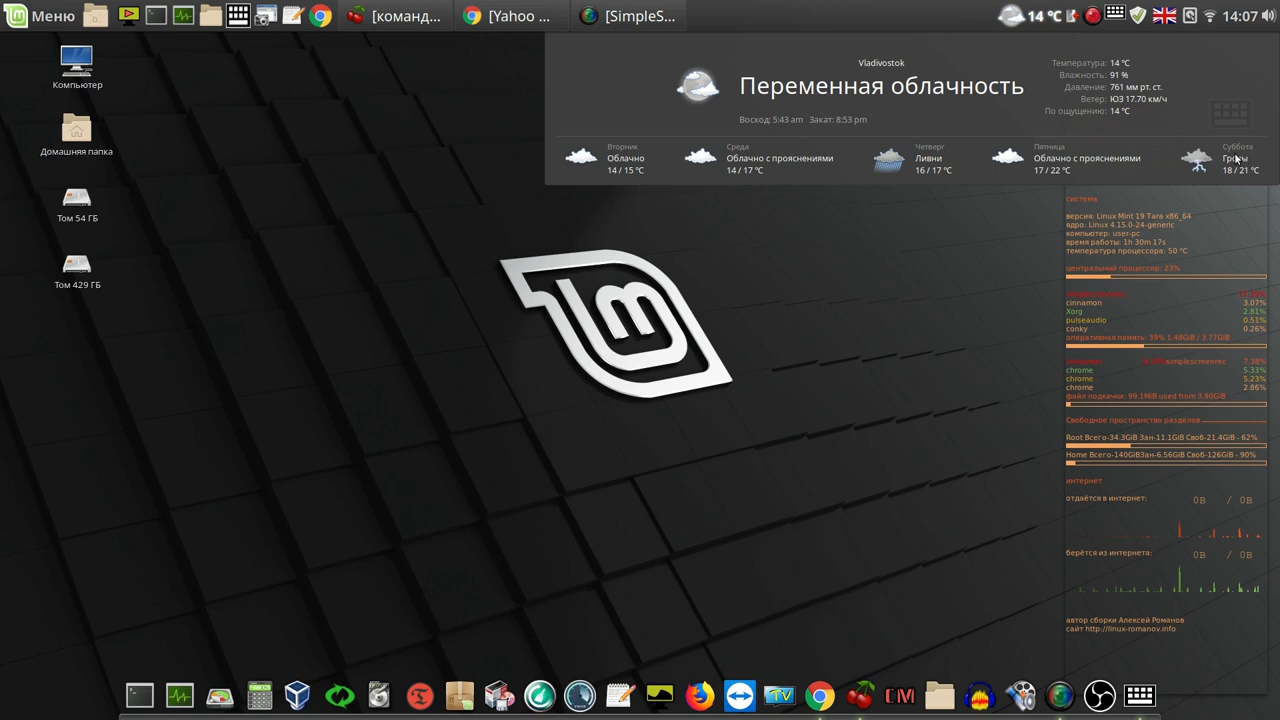 Меню
[команд...
[Yahoo ...
[SimpleS...
14 °C
14:07
Компьютер
Домашняя папка
Том 54 ГБ
Том 429 ГБ
Vladivostok
Переменная облачность
Восход: 5:43 am Закат: 8:53 pm
Температура: 14 °C
Влажность: 91 %
Давление: 761 мм рт. ст.
Ветер: ЮЗ 17.70 км/ч
По ощущению: 14 °C
Вторник
Облачно
14 / 15 °C
Среда
Облачно с прояснениями
14 / 17 °C
Четверг
Ливни
16 / 17 °C
Пятница
Облачно с прояснениями
17 / 22 °C
Суббота
Грозы
18 / 21 °C
система
версия: Linux Mint 19 Tara x86_64
ядро: Linux 4.15.0-24-generic
компьютер: user-pc
время работы: 1h 30m 17s
температура процессора: 50 °C
центральный процессор: 23%
cinnamon 3.07%
Xorg 2.81%
pulseaudio 0.51%
conky 0.26%
оперативная память: 39% 1.48GiB / 3.77GiB
simplescreenrec 7.38%
chrome 5.33%
chrome 5.23%
chrome 2.86%
файл подкачки: 99.1MiB used from 3.90GiB
Свободное пространство разделов
Root Всего-34.3GiB Зан-11.1GiB Своб-21.4GiB - 62%
Home Всего-140GiBЗан-6.56GiB Своб-126GiB - 90%
интернет
отдаётся в интернет: 0B / 0B
берётся из интернета: 0B / 0B
автор сборки Алексей Романов
сайт http://linux-romanov.info
TV
CM